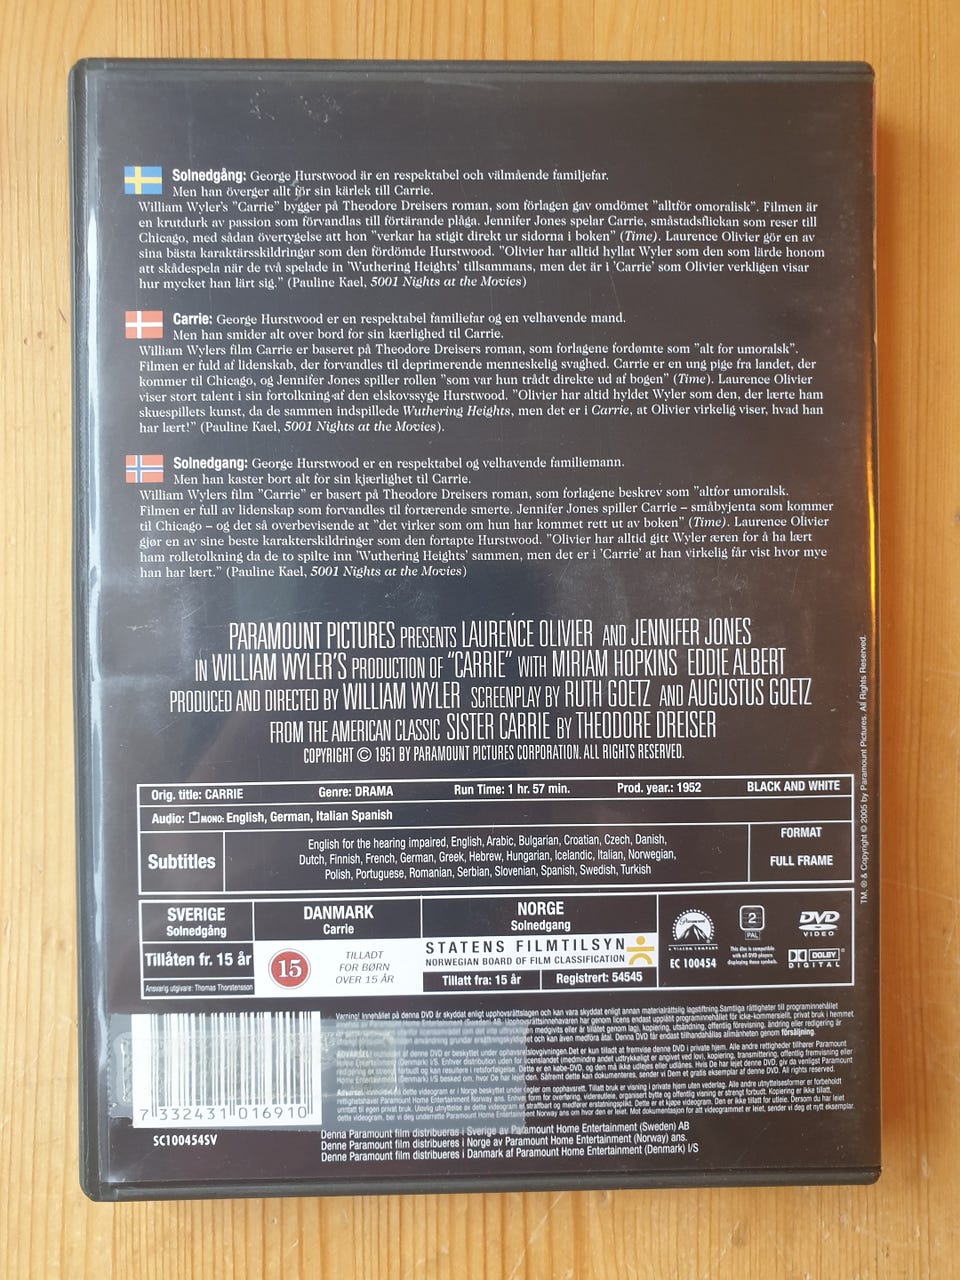 Solnedgång: George Hurstwood är en respektabel och välmående familjefar.
Men han överger allt för sin kärlek till Carrie.
William Wyler's "Carrie" bygger på Theodore Dreisers roman, som förlagen gav omdömet "alltför omoralisk". Filmen är
en krutdurk av passion som förvandlas till förtärande plåga. Jennifer Jones spelar Carrie, småstadsflickan som reser till
Chicago, med sådan övertygelse att hon "verkar ha stigit direkt ur sidorna i boken" (Time). Laurence Olivier gör en av
sina bästa karaktärsskildringar som den fördömde Hurstwood. "Olivier har alltid hyllat Wyler som den som lärde honom
att skådespela när de två spelade in 'Wuthering Heights' tillsammans, men det är i 'Carrie' som Olivier verkligen visar
hur mycket han lärt sig." (Pauline Kael, 5001 Nights at the Movies)
Carrie: George Hurstwood er en respektabel familiefar og en velhavende mand.
Men han smider alt over bord for sin kærlighed til Carrie.
William Wylers film Carrie er baseret på Theodore Dreisers roman, som forlagene fordømte som "alt for umoralsk".
Filmen er fuld af lidenskab, der forvandles til deprimerende menneskelig svaghed. Carrie er en ung pige fra landet, der
kommer til Chicago, og Jennifer Jones spiller rollen "som var hun trådt direkte ud af bogen" (Time). Laurence Olivier
viser stort talent i sin fortolkning af den elskovssyge Hurstwood. "Olivier har altid hyldet Wyler som den, der lærte ham
skuespillets kunst, da de sammen indspillede Wuthering Heights, men det er i Carrie, at Olivier virkelig viser, hvad han
har lært!" (Pauline Kael, 5001 Nights at the Movies).
Solnedgang: George Hurstwood er en respektabel og velhavende familiemann.
Men han kaster bort alt for sin kjærlighet til Carrie.
William Wylers film "Carrie" er basert på Theodore Dreisers roman, som forlagene beskrev som "altfor umoralsk.
Filmen er full av lidenskap som forvandles til fortærende smerte. Jennifer Jones spiller Carrie – småbyjenta som kommer
til Chicago – og det så overbevisende at "det virker som om hun har kommet rett ut av boken" (Time). Laurence Olivier
gjør en av sine beste karakterskildringer som den fortapte Hurstwood. "Olivier har alltid gitt Wyler æren for å ha lært
ham rolletolkning da de to spilte inn 'Wuthering Heights' sammen, men det er i 'Carrie' at han virkelig får vist hvor mye
han har lært." (Pauline Kael, 5001 Nights at the Movies)
PARAMOUNT PICTURES PRESENTS LAURENCE OLIVIER AND JENNIFER JONES
IN WILLIAM WYLER'S PRODUCTION OF "CARRIE" WITH MIRIAM HOPKINS EDDIE ALBERT
PRODUCED AND DIRECTED BY WILLIAM WYLER SCREENPLAY BY RUTH GOETZ AND AUGUSTUS GOETZ
FROM THE AMERICAN CLASSIC SISTER CARRIE BY THEODORE DREISER
COPYRIGHT © 1951 BY PARAMOUNT PICTURES CORPORATION. ALL RIGHTS RESERVED.
TM, ® & Copyright © 2005 by Paramount Pictures. All Rights Reserved.
Orig. title: CARRIE Genre: DRAMA Run Time: 1 hr. 57 min. Prod. year.: 1952 BLACK AND WHITE
Audio: MONO: English, German, Italian Spanish
Subtitles
English for the hearing impaired, English, Arabic, Bulgarian, Croatian, Czech, Danish,
Dutch, Finnish, French, German, Greek, Hebrew, Hungarian, Icelandic, Italian, Norwegian,
Polish, Portuguese, Romanian, Serbian, Slovenian, Spanish, Swedish, Turkish
FORMAT
FULL FRAME
SVERIGE
Solnedgång
Tillåten fr. 15 år
Ansvarig utgivare: Thomas Thorstensson
DANMARK
Carrie
15
TILLADT
FOR BØRN
OVER 15 ÅR
NORGE
Solnedgang
STATENS FILMTILSYN
NORWEGIAN BOARD OF FILM CLASSIFICATION
Tillatt fra: 15 år Registrert: 54545
Paramount
A VIACOM COMPANY
EC 100454
2
PAL
This disc is compatible
with all DVD players
displaying these symbols.
DVD
VIDEO
DOLBY
DIGITAL
7 332431 016910
SC100454SV
Denna Paramount film distribueras i Sverige av Paramount Home Entertainment (Sweden) AB
Denne Paramount film distribueres i Norge av Paramount Home Entertainment (Norway) ans.
Denne Paramount film distribueres i Danmark af Paramount Home Entertainment (Denmark) I/S